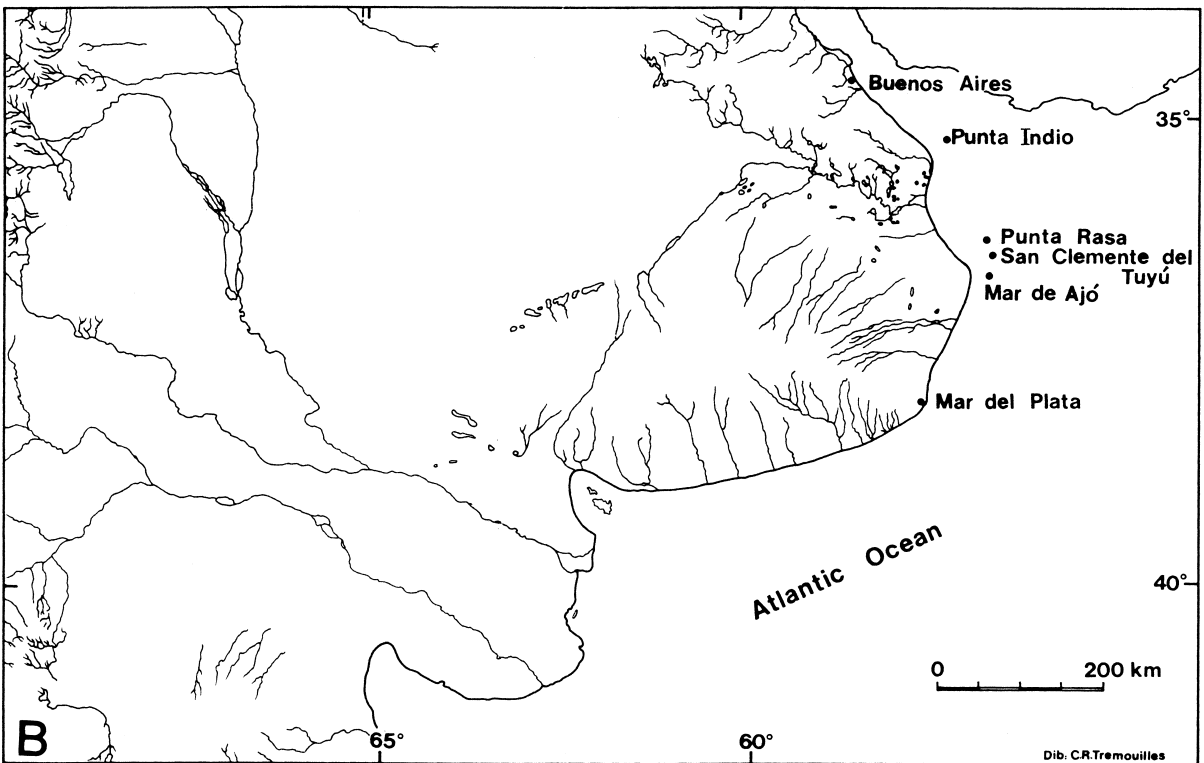 Buenos Aires
35°
Punta Indio
Punta Rasa
San Clemente del
Tuyú
Mar de Ajó
Mar del Plata
Atlantic Ocean
40°
0 200 km
B
65°
60°
Dib: C.R.Tremouilles